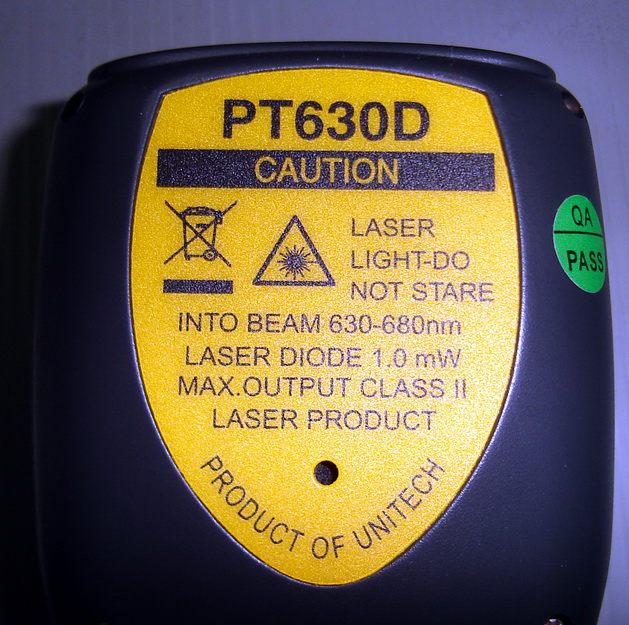 PT630D
CAUTION
LASER
LIGHT-DO
NOT STARE
INTO BEAM 630-680nm
LASER DIODE 1.0 mW
MAX.OUTPUT CLASS II
LASER PRODUCT
PRODUCT OF UNiTECH
QA
PASS